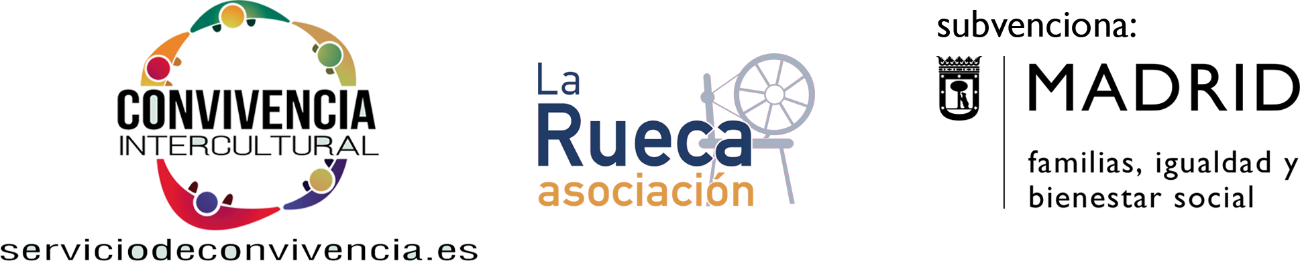 CONVIVENCIA
INTERCULTURAL
serviciodeconvivencia.es
La
Rueca
asociación
subvenciona:
MADRID
familias, igualdad y
bienestar social